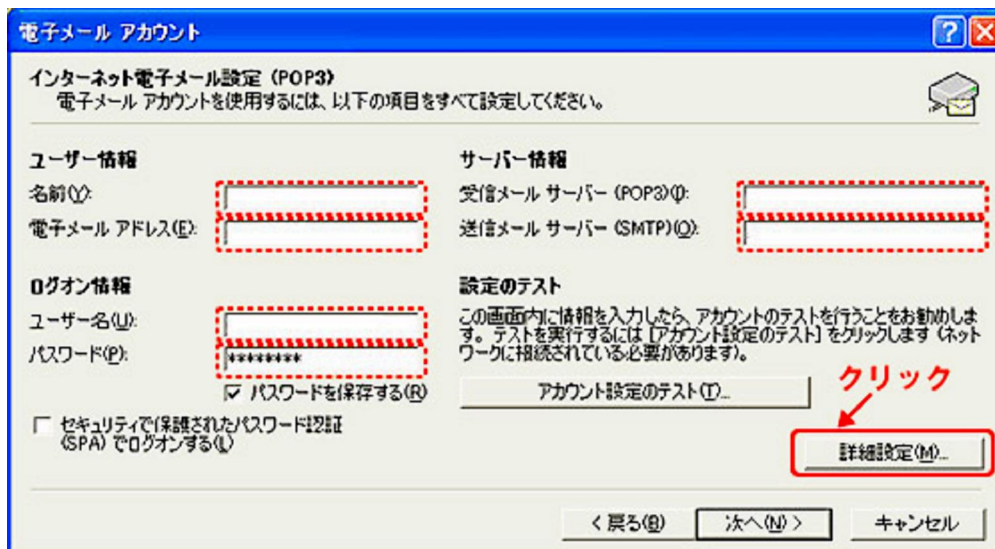 電子メール アカウント
インターネット電子メール設定 (POP3)
電子メール アカウントを使用するには、以下の項目をすべて設定してください。
ユーザー情報
名前(Y):
電子メール アドレス(E):
ログオン情報
ユーザー名(U):
パスワード(P):
********
パスワードを保存する(R)
セキュリティで保護されたパスワード認証
(SPA) でログオンする(L)
サーバー情報
受信メール サーバー (POP3)(I):
送信メール サーバー (SMTP)(O):
設定のテスト
この画面内に情報を入力したら、アカウントのテストを行うことをお勧めしま
す。テストを実行するには [アカウント設定のテスト] をクリックします (ネット
ワークに接続されている必要があります)。
アカウント設定のテスト(T)...
クリック
詳細設定(M)...
< 戻る(B)
次へ(N) >
キャンセル